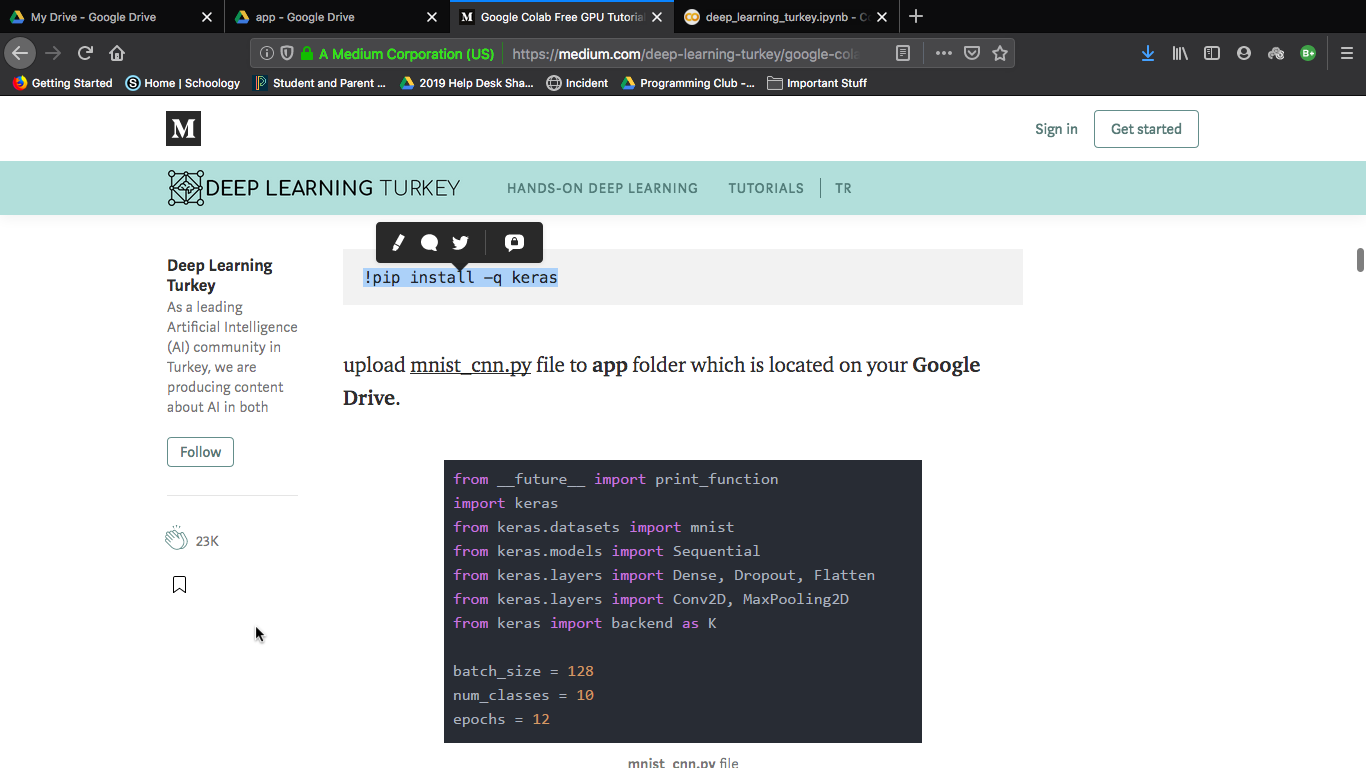 My Drive - Google Drive
app - Google Drive
M Google Colab Free GPU Tutorial
deep_learning_turkey.ipynb - Co
A Medium Corporation (US)
https://medium.com/deep-learning-turkey/google-cola
Getting Started
S Home | Schoology
Student and Parent ...
2019 Help Desk Sha...
Incident
Programming Club -...
Important Stuff
B+
M
Sign in
Get started
DEEP LEARNING TURKEY
HANDS-ON DEEP LEARNING
TUTORIALS
TR
Deep Learning
Turkey
As a leading
Artificial Intelligence
(AI) community in
Turkey, we are
producing content
about AI in both
Follow
23K
!pip install –q keras
upload mnist_cnn.py file to app folder which is located on your Google
Drive.
from __future__ import print_function
import keras
from keras.datasets import mnist
from keras.models import Sequential
from keras.layers import Dense, Dropout, Flatten
from keras.layers import Conv2D, MaxPooling2D
from keras import backend as K
batch_size = 128
num_classes = 10
epochs = 12
mnist_cnn.py file